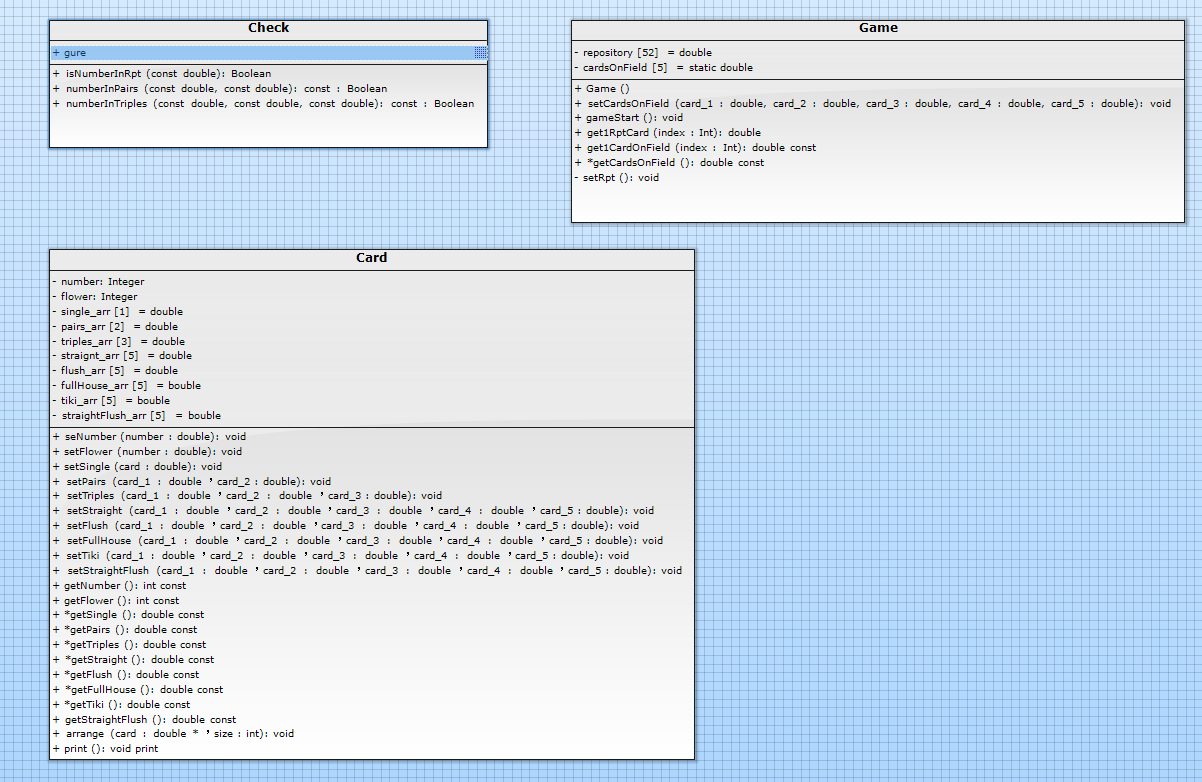 Check
+ gure
+ isNumberInRpt (const double): Boolean
+ numberInPairs (const double, const double): const : Boolean
+ numberInTriples (const double, const double, const double): const : Boolean
Game
- repository [52] = double
- cardsOnField [5] = static double
+ Game ()
+ setCardsOnField (card_1 : double, card_2 : double, card_3 : double, card_4 : double, card_5 : double): void
+ gameStart (): void
+ get1RptCard (index : Int): double
+ get1CardOnField (index : Int): double const
+ *getCardsOnField (): double const
- setRpt (): void
Card
- number: Integer
- flower: Integer
- single_arr [1] = double
- pairs_arr [2] = double
- triples_arr [3] = double
- straignt_arr [5] = double
- flush_arr [5] = double
- fullHouse_arr [5] = bouble
- tiki_arr [5] = bouble
- straightFlush_arr [5] = bouble
+ seNumber (number : double): void
+ setFlower (number : double): void
+ setSingle (card : double): void
+ setPairs (card_1 : double ’ card_2 : double): void
+ setTriples (card_1 : double ’ card_2 : double ’ card_3 : double): void
+ setStraight (card_1 : double ’ card_2 : double ’ card_3 : double ’ card_4 : double ’ card_5 : double): void
+ setFlush (card_1 : double ’ card_2 : double ’ card_3 : double ’ card_4 : double ’ card_5 : double): void
+ setFullHouse (card_1 : double ’ card_2 : double ’ card_3 : double ’ card_4 : double ’ card_5 : double): void
+ setTiki (card_1 : double ’ card_2 : double ’ card_3 : double ’ card_4 : double ’ card_5 : double): void
+ setStraightFlush (card_1 : double ’ card_2 : double ’ card_3 : double ’ card_4 : double ’ card_5 : double): void
+ getNumber (): int const
+ getFlower (): int const
+ *getSingle (): double const
+ *getPairs (): double const
+ *getTriples (): double const
+ *getStraight (): double const
+ *getFlush (): double const
+ *getFullHouse (): double const
+ *getTiki (): double const
+ getStraightFlush (): double const
+ arrange (card : double * ’ size : int): void
+ print (): void print